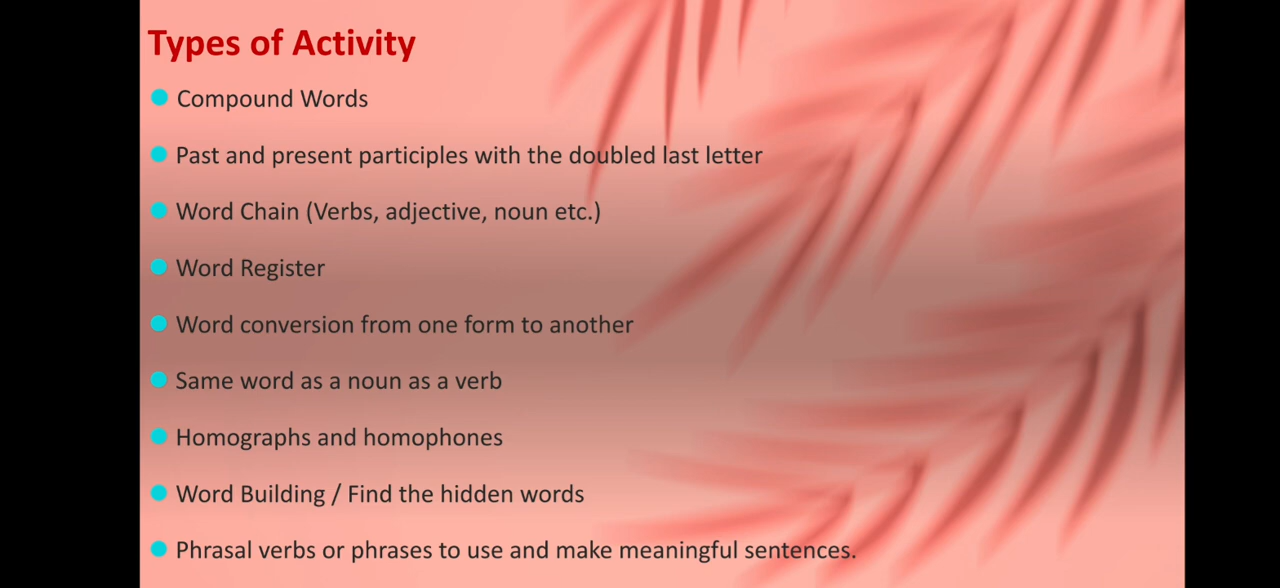 Types of Activity
Compound Words
Past and present participles with the doubled last letter
Word Chain (Verbs, adjective, noun etc.)
Word Register
Word conversion from one form to another
Same word as a noun as a verb
Homographs and homophones
Word Building / Find the hidden words
Phrasal verbs or phrases to use and make meaningful sentences.